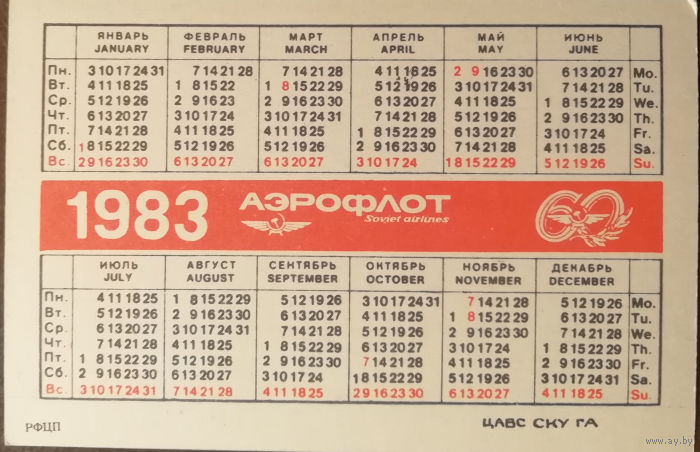 ЯНВАРЬ ФЕВРАЛЬ МАРТ АПРЕЛЬ МАЙ ИЮНЬ
JANUARY FEBRUARY MARCH APRIL MAY JUNE
Пн. 3 10 17 24 31 7 14 21 28 7 14 21 28 4 11 18 25 2 9 16 23 30 6 13 20 27 Mo.
Вт. 4 11 18 25 1 8 15 22 1 8 15 22 29 5 12 19 26 3 10 17 24 31 7 14 21 28 Tu.
Ср. 5 12 19 26 2 9 16 23 2 9 16 23 30 6 13 20 27 4 11 18 25 1 8 15 22 29 We.
Чт. 6 13 20 27 3 10 17 24 3 10 17 24 31 7 14 21 28 5 12 19 26 2 9 16 23 30 Th.
Пт. 7 14 21 28 4 11 18 25 4 11 18 25 1 8 15 22 29 6 13 20 27 3 10 17 24 Fr.
Сб. 1 8 15 22 29 5 12 19 26 5 12 19 26 2 9 16 23 30 7 14 21 28 4 11 18 25 Sa.
Вс. 2 9 16 23 30 6 13 20 27 6 13 20 27 3 10 17 24 1 8 15 22 29 5 12 19 26 Su.
1983 АЭРОФЛОТ 60
Soviet airlines
ИЮЛЬ АВГУСТ СЕНТЯБРЬ ОКТЯБРЬ НОЯБРЬ ДЕКАБРЬ
JULY AUGUST SEPTEMBER OCTOBER NOVEMBER DECEMBER
Пн. 4 11 18 25 1 8 15 22 29 5 12 19 26 3 10 17 24 31 7 14 21 28 5 12 19 26 Mo.
Вт. 5 12 19 26 2 9 16 23 30 6 13 20 27 4 11 18 25 1 8 15 22 29 6 13 20 27 Tu.
Ср. 6 13 20 27 3 10 17 24 31 7 14 21 28 5 12 19 26 2 9 16 23 30 7 14 21 28 We.
Чт. 7 14 21 28 4 11 18 25 1 8 15 22 29 6 13 20 27 3 10 17 24 1 8 15 22 29 Th.
Пт. 1 8 15 22 29 5 12 19 26 2 9 16 23 30 7 14 21 28 4 11 18 25 2 9 16 23 30 Fr.
Сб. 2 9 16 23 30 6 13 20 27 3 10 17 24 1 8 15 22 29 5 12 19 26 3 10 17 24 31 Sa.
Вс. 3 10 17 24 31 7 14 21 28 4 11 18 25 2 9 16 23 30 6 13 20 27 4 11 18 25 Su.
РФЦП ЦАВС СКУ ГА
www.ay.by